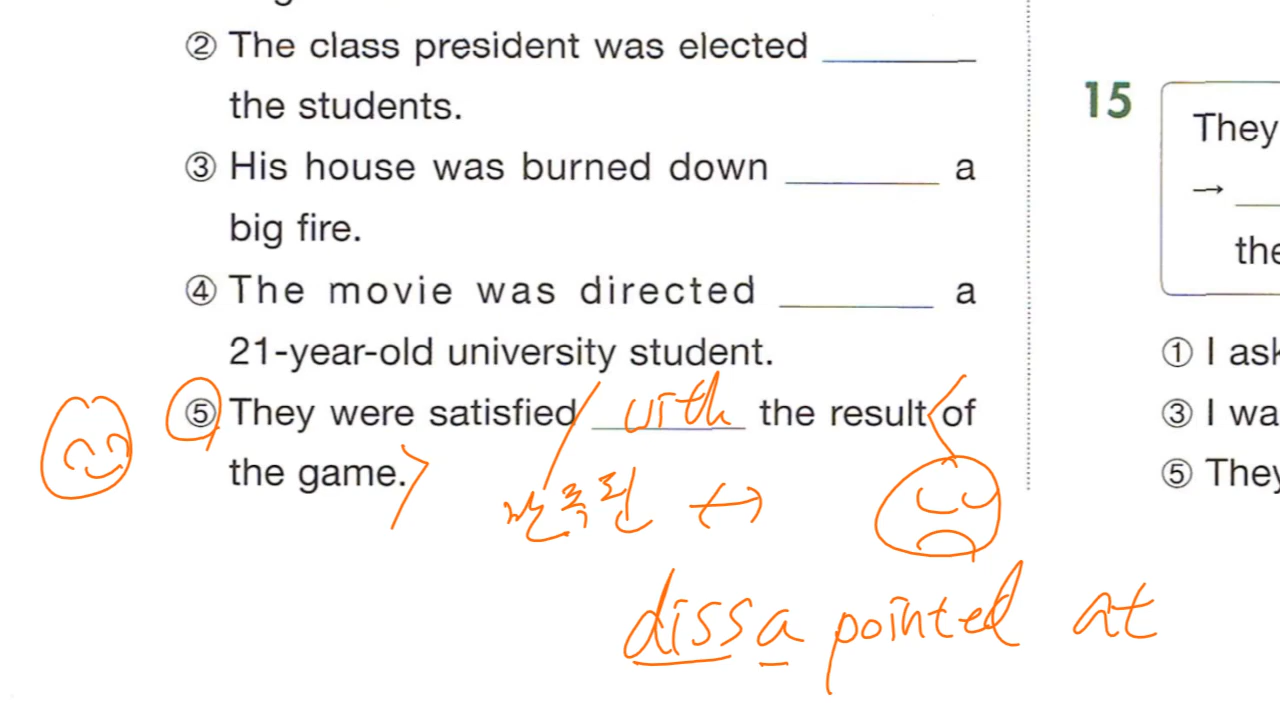 ② The class president was elected ________
the students.
③ His house was burned down ________ a
big fire.
④ The movie was directed ________ a
21-year-old university student.
⑤ They were satisfied with the result of
the game.
만족된 ↔
dissapointed at
15
They
→
the
① I ask
③ I wa
⑤ They